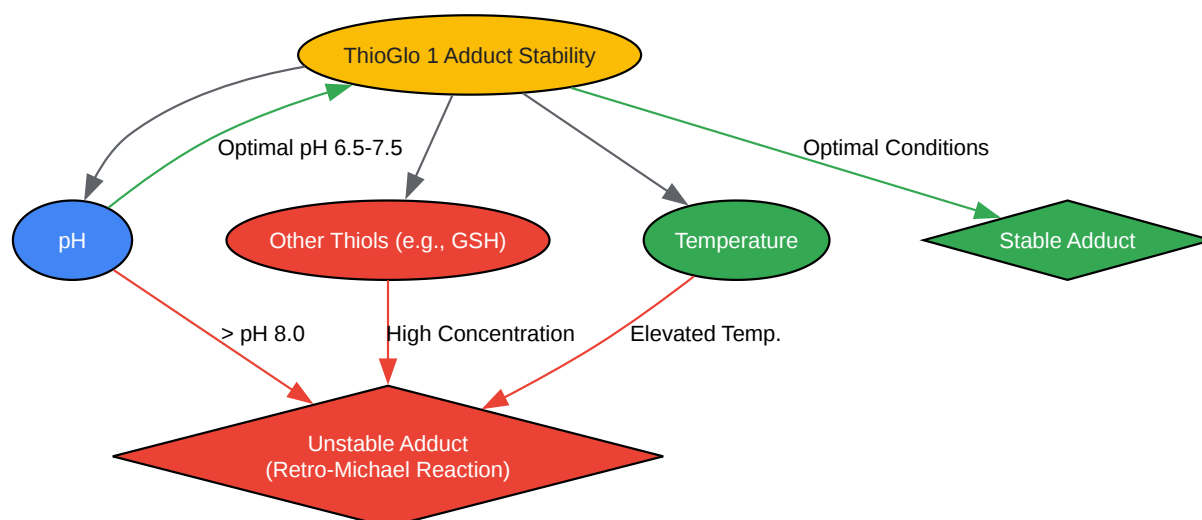 ThioGlo 1 Adduct Stability
Optimal pH 6.5-7.5
Optimal Conditions
pH
Other Thiols (e.g., GSH)
Temperature
Stable Adduct
> pH 8.0
High Concentration
Elevated Temp.
Unstable Adduct
(Retro-Michael Reaction)